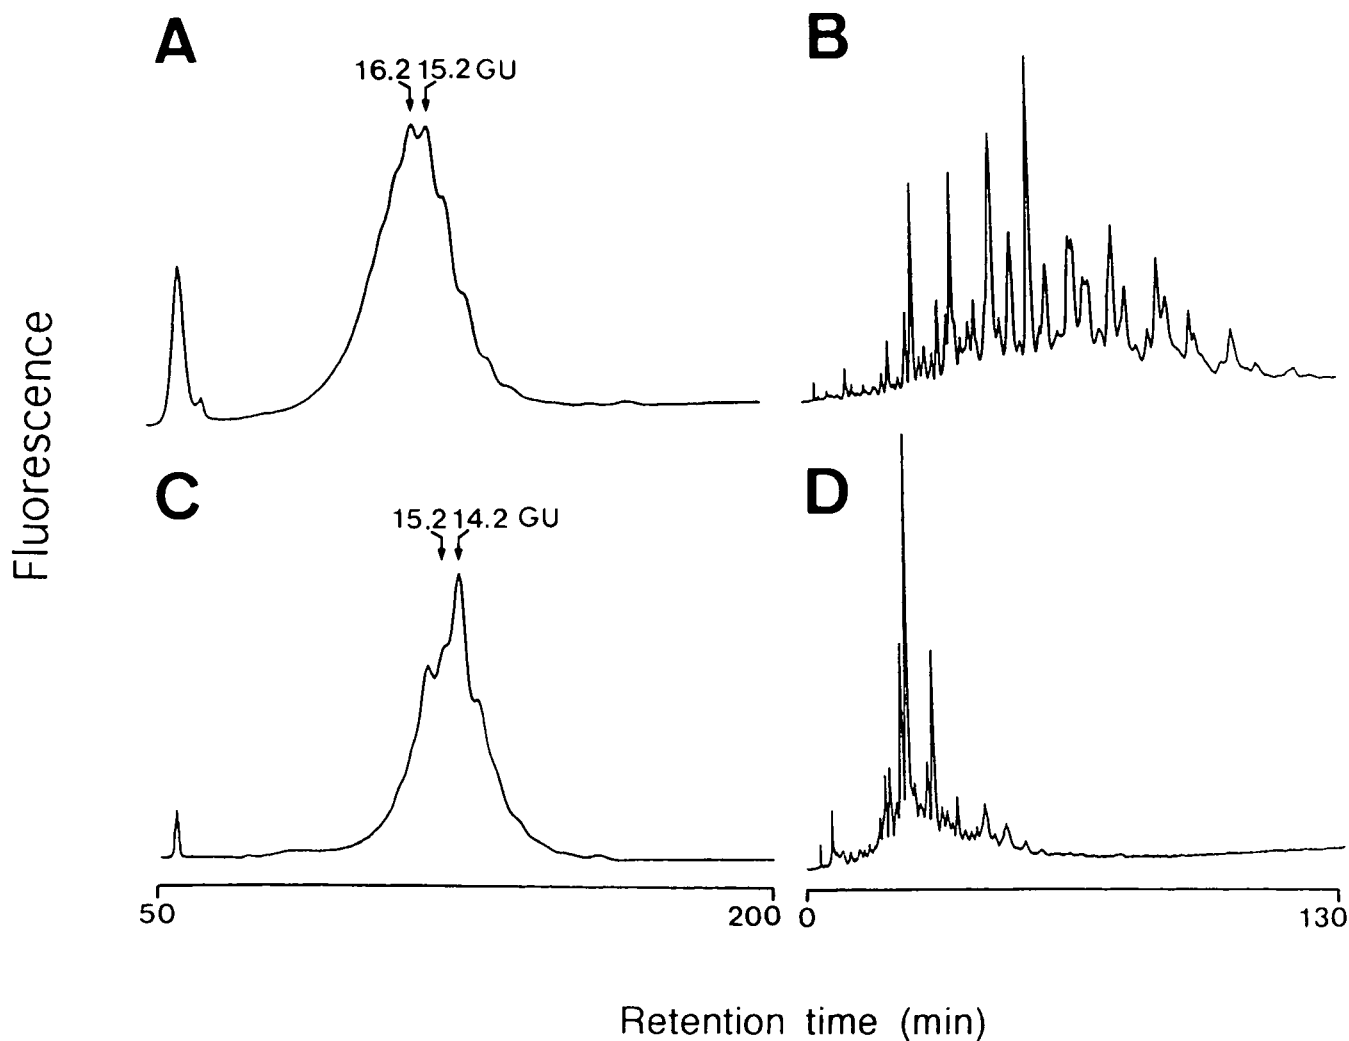 A
B
16.2 15.2 GU
Fluorescence
C
D
15.2 14.2 GU
50
200
0
130
Retention time (min)